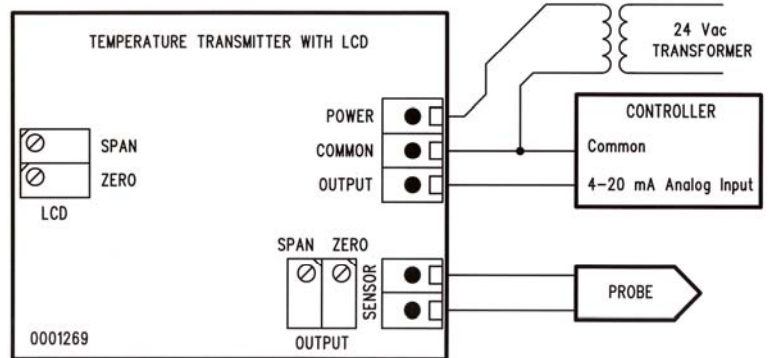 TEMPERATURE TRANSMITTER WITH LCD
24 Vac
TRANSFORMER
POWER
COMMON
OUTPUT
CONTROLLER
Common
4-20 mA Analog Input
SPAN
ZERO
LCD
SPAN ZERO
SENSOR
OUTPUT
PROBE
0001269